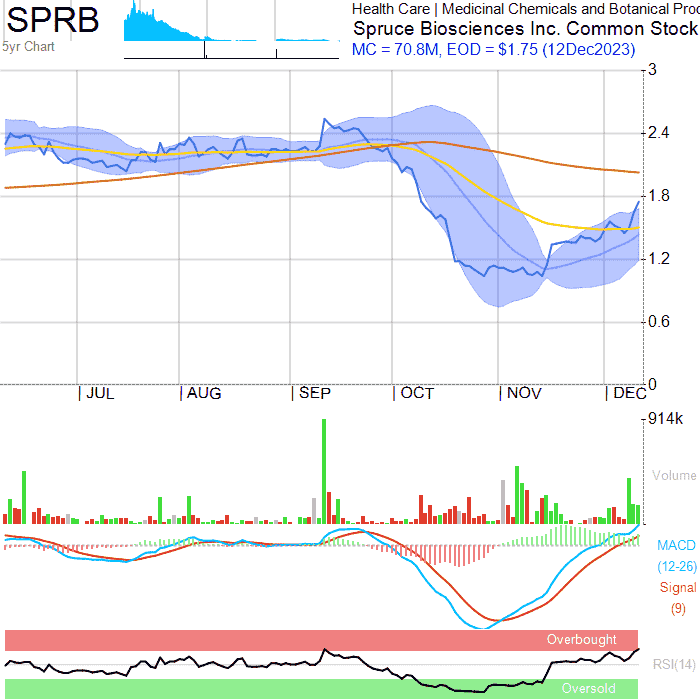 SPRB
5yr Chart
Health Care | Medicinal Chemicals and Botanical Prod
Spruce Biosciences Inc. Common Stock
MC = 70.8M, EOD = $1.75 (12Dec2023)
3
2.4
1.8
1.2
0.6
0
| JUL | AUG | SEP | OCT | NOV | DEC
914k
Volume
MACD
(12-26)
Signal
(9)
Overbought
RSI(14)
Oversold